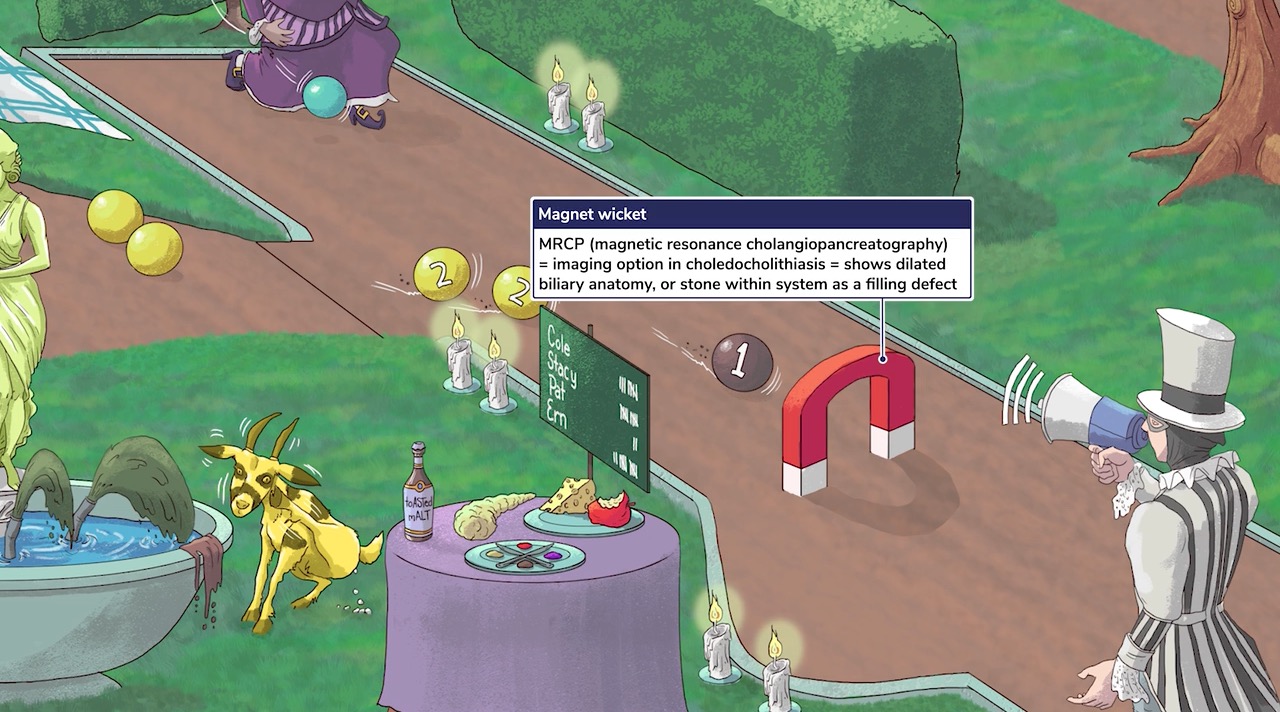 Magnet wicket
MRCP (magnetic resonance cholangiopancreatography)
= imaging option in choledocholithiasis = shows dilated
biliary anatomy, or stone within system as a filling defect
2
2
1
Cole
Stacy
Pat
Ern
toASTed
mALT